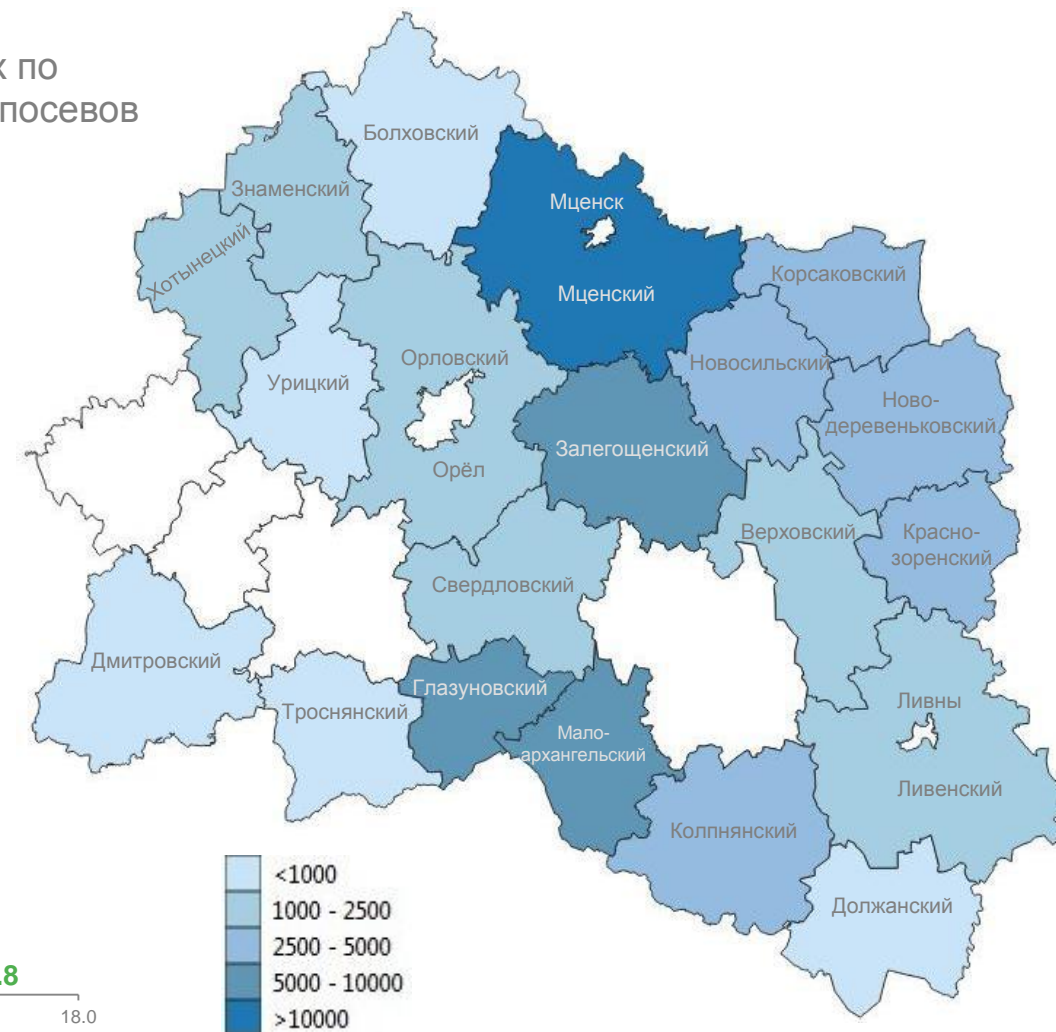 х по
посевов
Болховский
Знаменский
Мценск
Хотынецкий
Корсаковский
Мценский
Орловский
Новосильский
Урицкий
Ново-
деревеньковский
Залегощенский
Орёл
Верховский
Красно-
зоренский
Свердловский
Дмитровский
Глазуновский
Ливны
Троснянский
Мало-
архангельский
Ливенский
Колпнянский
<1000
1000 - 2500
Должанский
2500 - 5000
5000 - 10000
.8
18.0
>10000